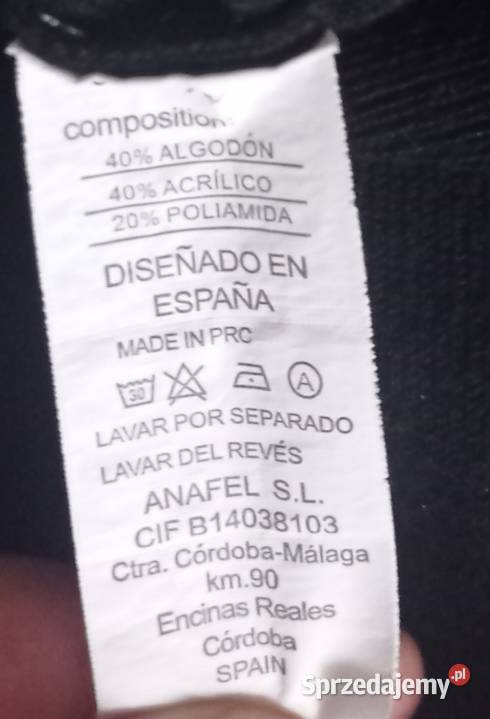 composition:
40% ALGODÓN
40% ACRÍLICO
20% POLIAMIDA
DISEÑADO EN
ESPAÑA
MADE IN PRC
30 A
LAVAR POR SEPARADO
LAVAR DEL REVÉS
ANAFEL S.L.
CIF B14038103
Ctra. Córdoba-Málaga
km.90
Encinas Reales
Córdoba
SPAIN
Sprzedajemy.pl